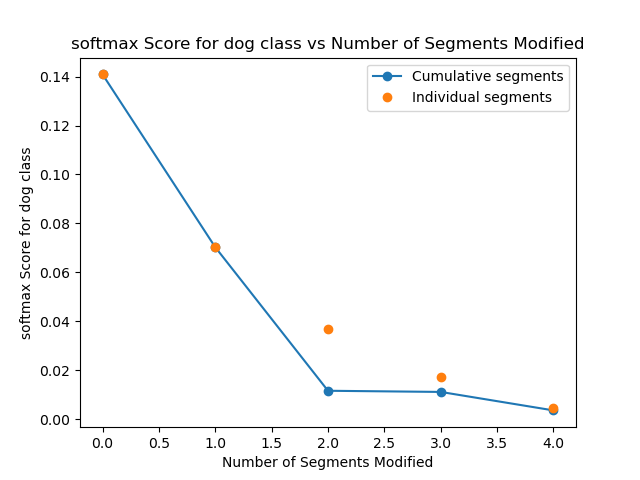 softmax Score for dog class vs Number of Segments Modified
Cumulative segments
Individual segments
softmax Score for dog class
0.14
0.12
0.10
0.08
0.06
0.04
0.02
0.00
0.0 0.5 1.0 1.5 2.0 2.5 3.0 3.5 4.0
Number of Segments Modified